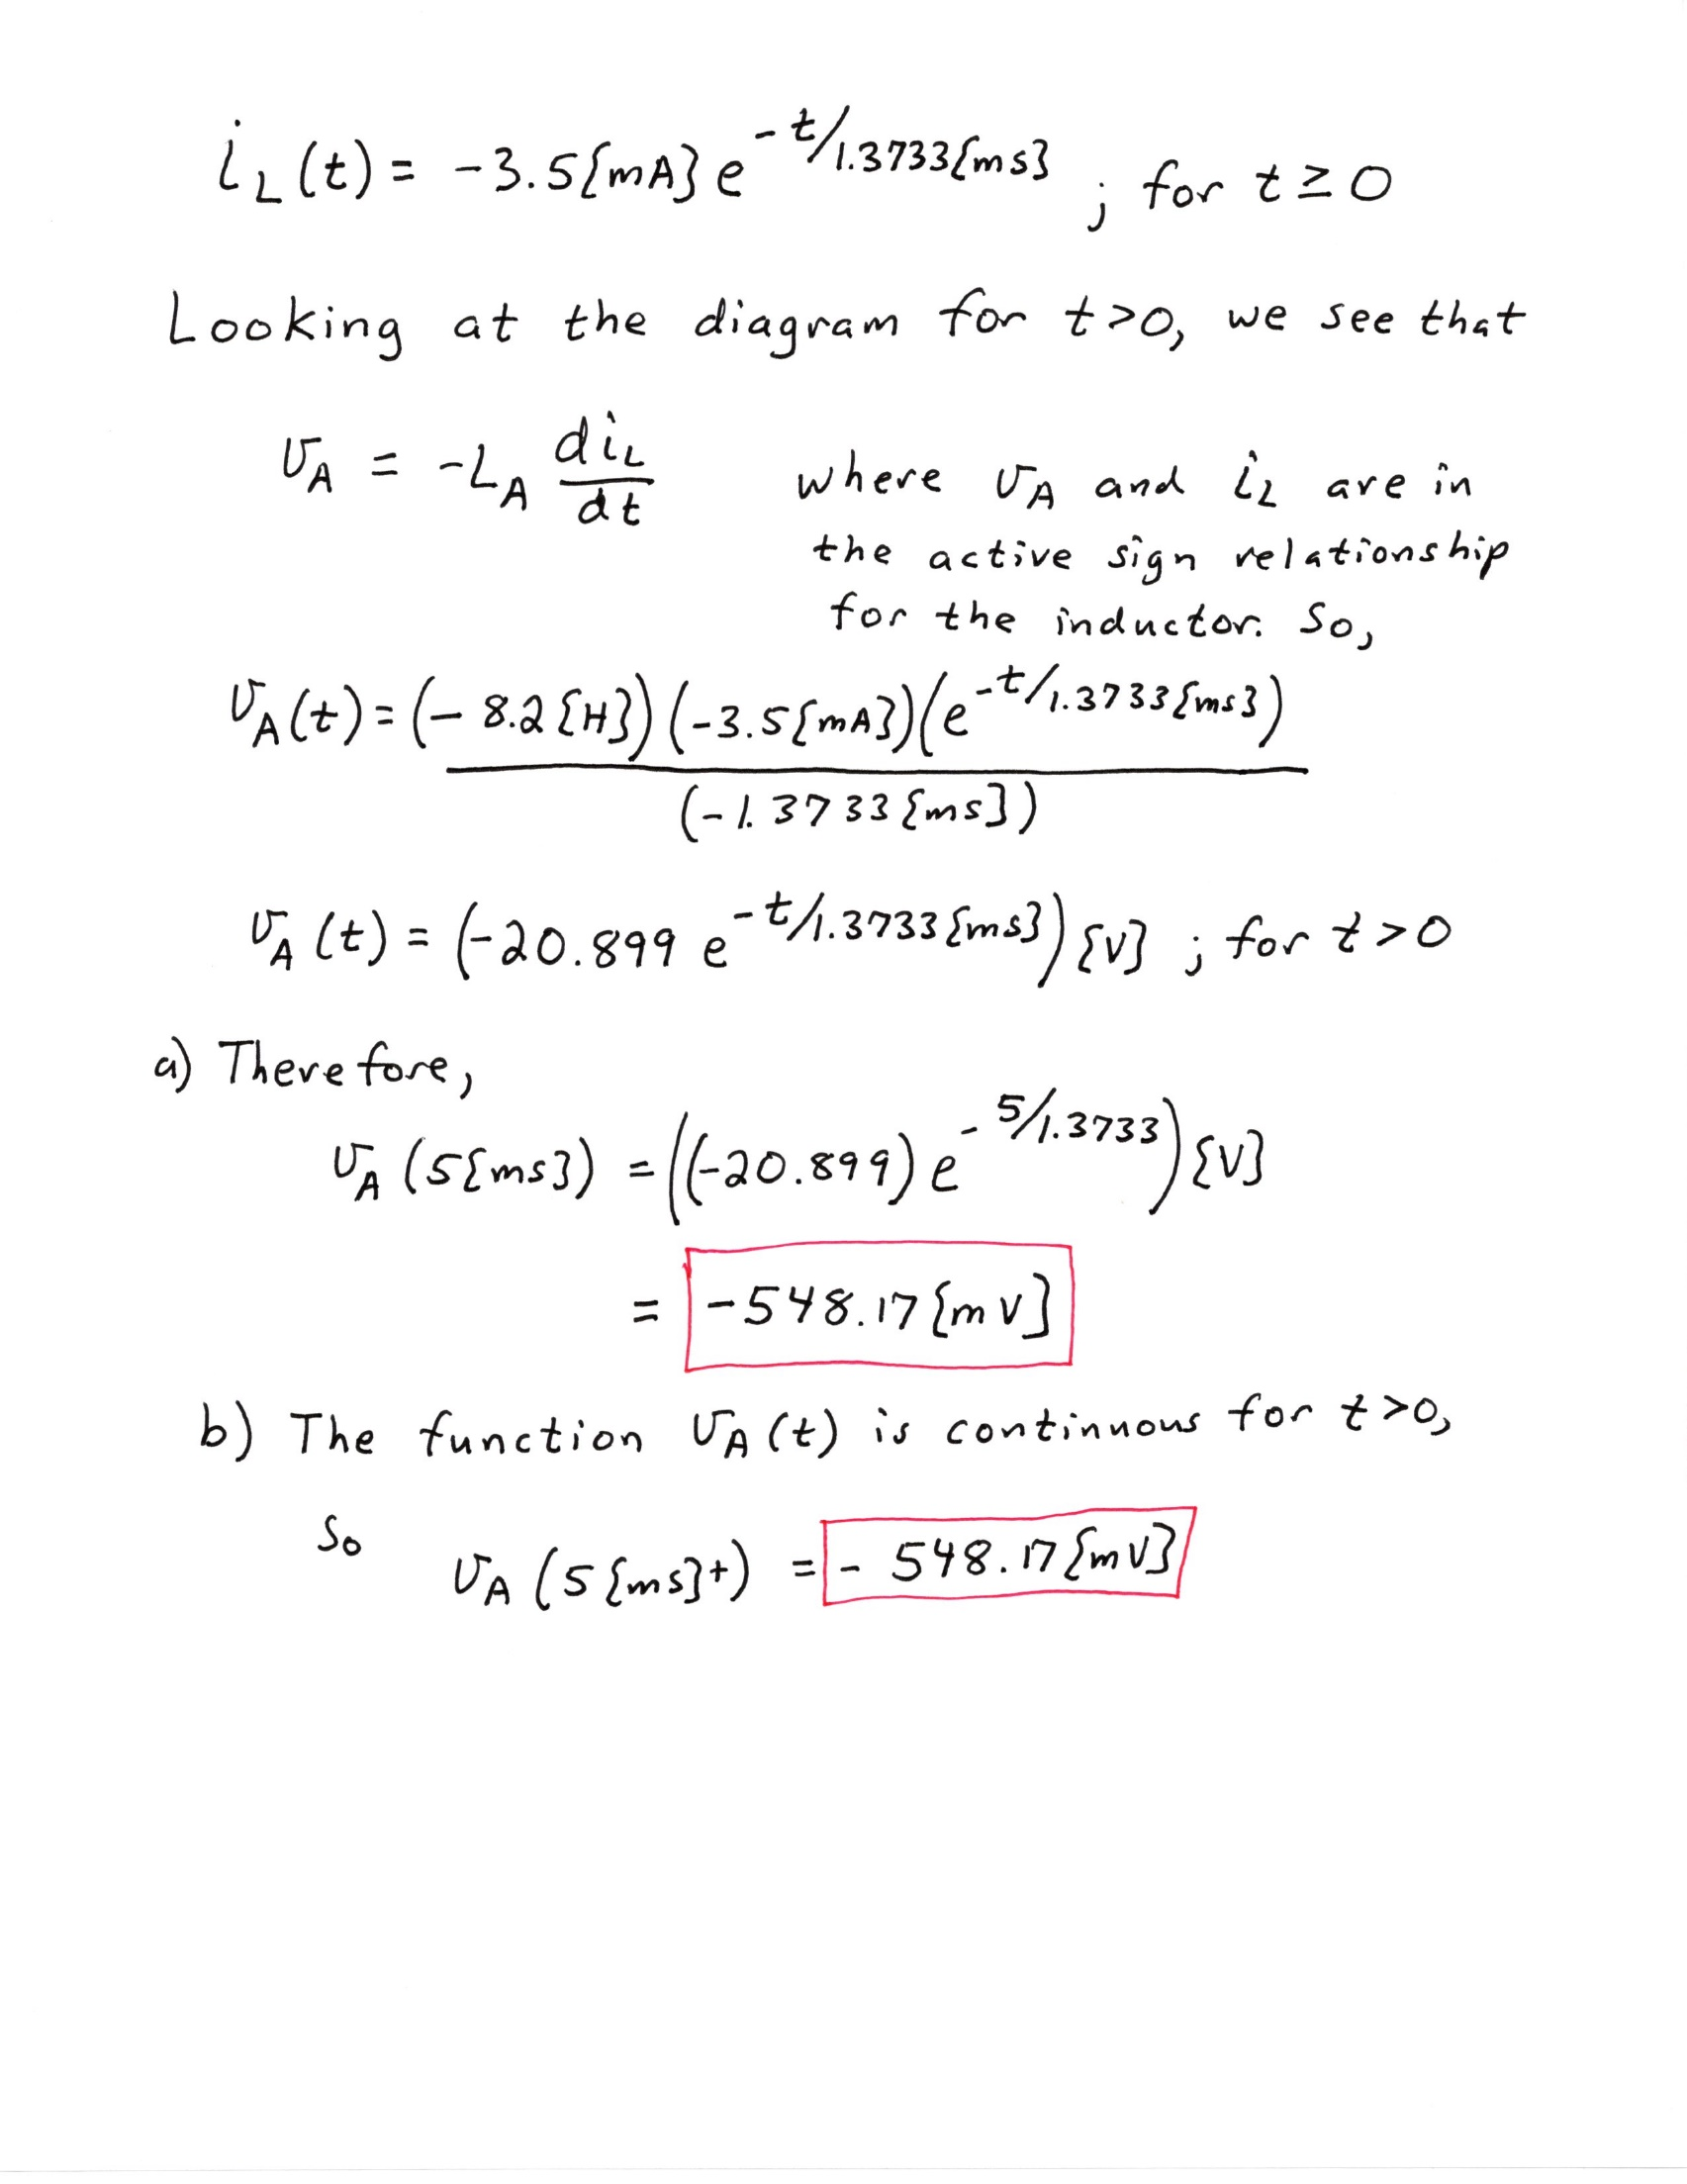 i_L(t) = -3.5{mA} e^{-t/1.3733{ms}} ; for t ≥ 0
Looking at the diagram for t>0, we see that
v_A = -L_A di_L/dt where v_A and i_L are in
the active sign relationship
for the inductor. So,
v_A(t) = (-8.2{H})(-3.5{mA})(e^{-t/1.3733{ms}})
(-1.3733{ms})
v_A(t) = (-20.899 e^{-t/1.3733{ms}}) {V} ; for t>0
a) Therefore,
v_A(5{ms}) = ((-20.899) e^{-5/1.3733}) {V}
= -548.17{mV}
b) The function v_A(t) is continuous for t>0,
So
v_A(5{ms}+) = -548.17{mV}